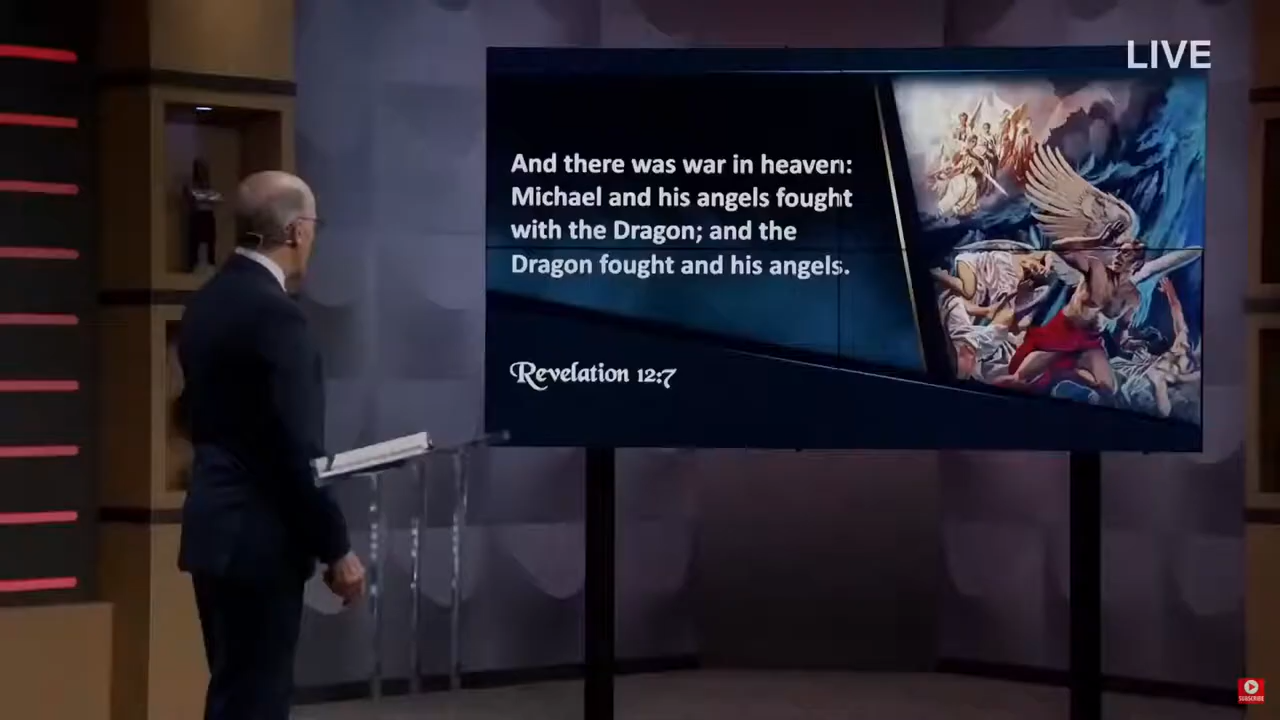 LIVE
And there was war in heaven:
Michael and his angels fought
with the Dragon; and the
Dragon fought and his angels.
Revelation 12:7
SUBSCRIBE